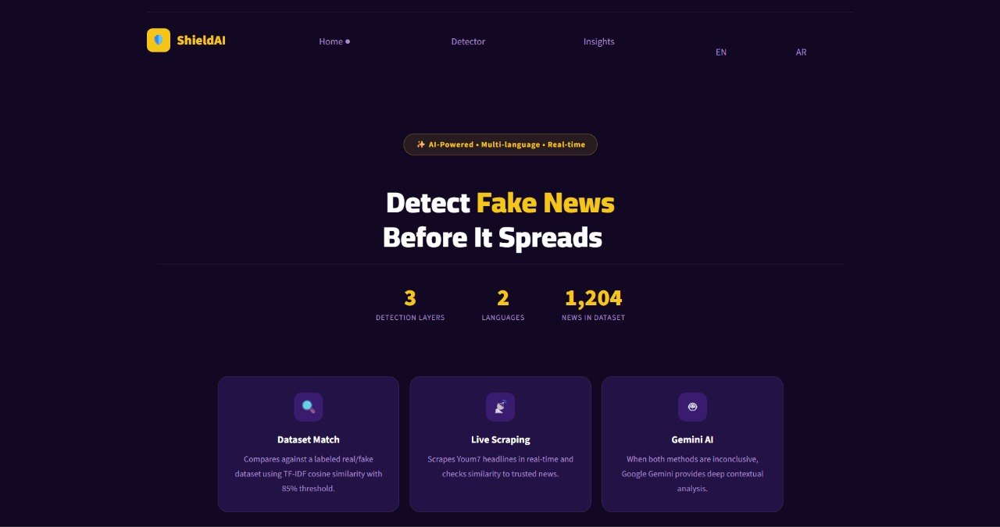 ShieldAI
Home
Detector
Insights
EN
AR
✨ AI-Powered • Multi-language • Real-time
Detect Fake News
Before It Spreads
3
DETECTION LAYERS
2
LANGUAGES
1,204
NEWS IN DATASET
Dataset Match
Compares against a labeled real/fake
dataset using TF-IDF cosine similarity with
85% threshold.
Live Scraping
Scrapes Youm7 headlines in real-time and
checks similarity to trusted news.
Gemini AI
When both methods are inconclusive,
Google Gemini provides deep contextual
analysis.